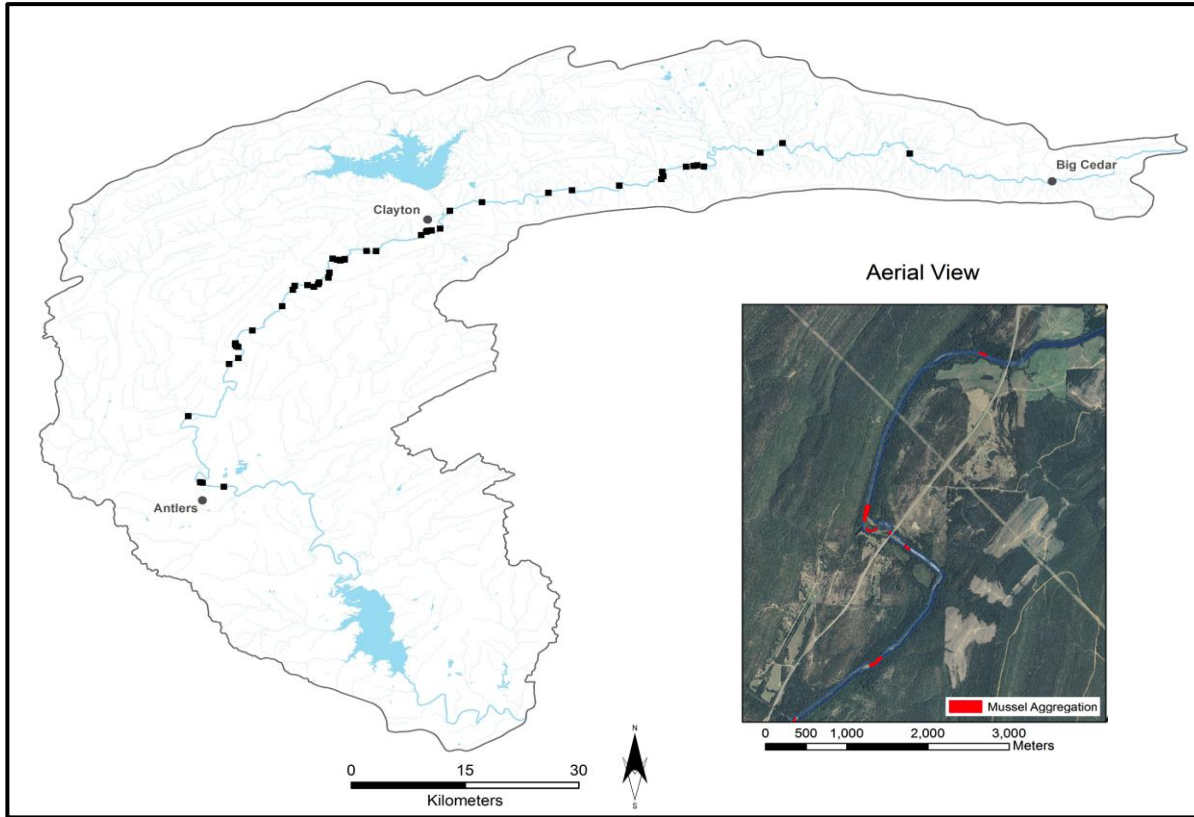 Big Cedar
Clayton
Aerial View
Antlers
Mussel Aggregation
0 500 1,000 2,000 3,000
Meters
N
S
0 15 30
Kilometers